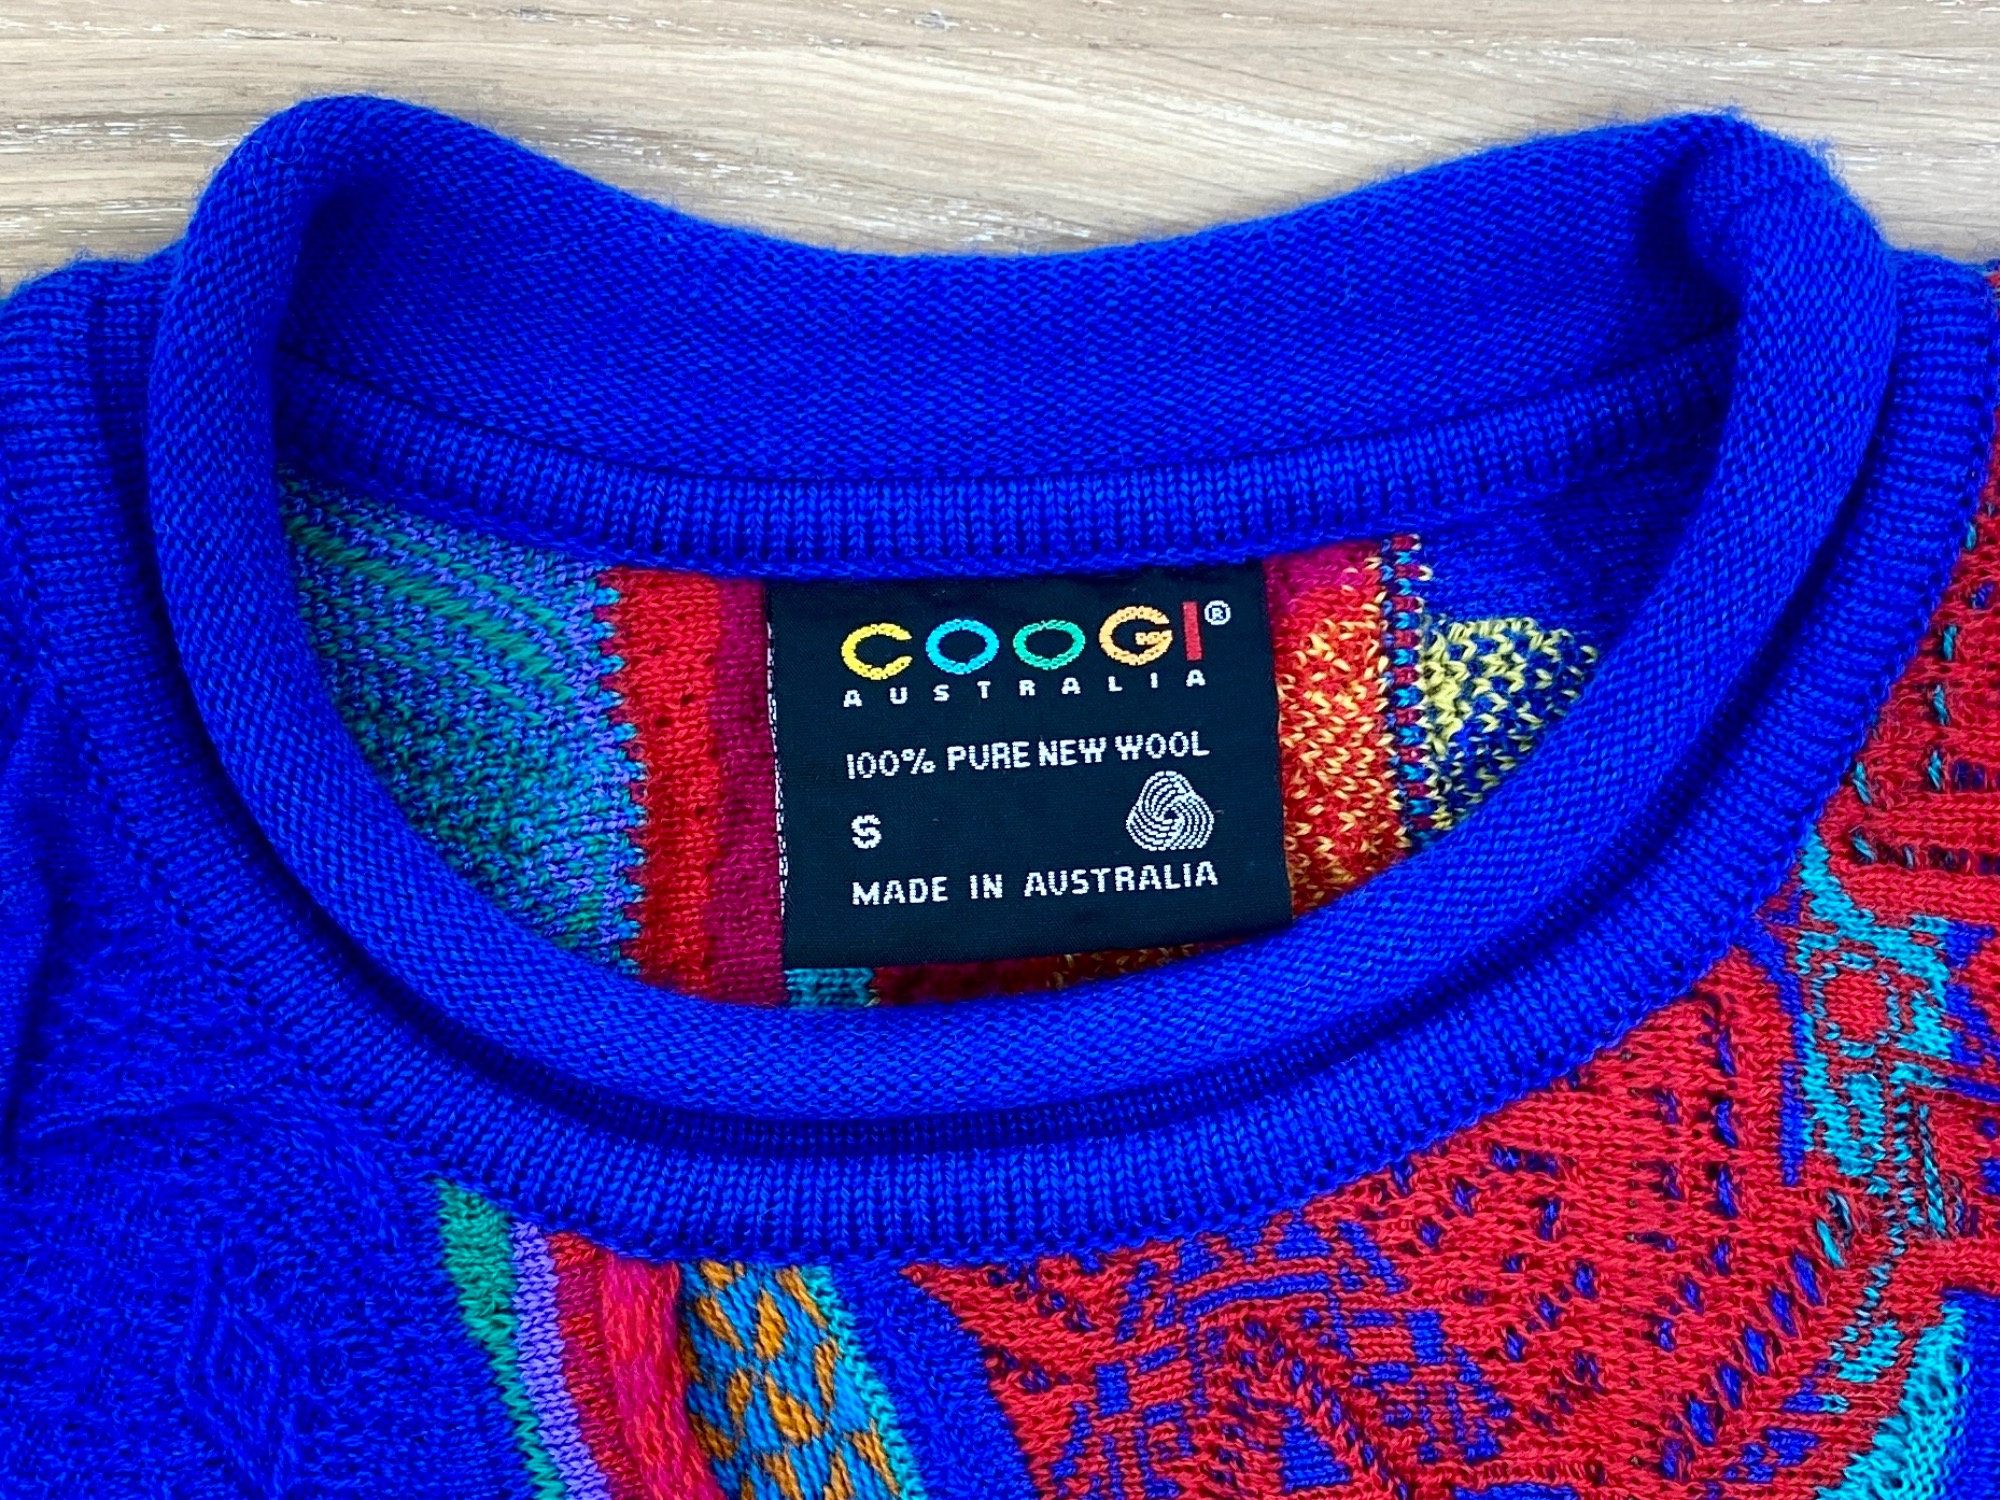 COOGI®
AUSTRALIA
100% PURE NEW WOOL
S
MADE IN AUSTRALIA